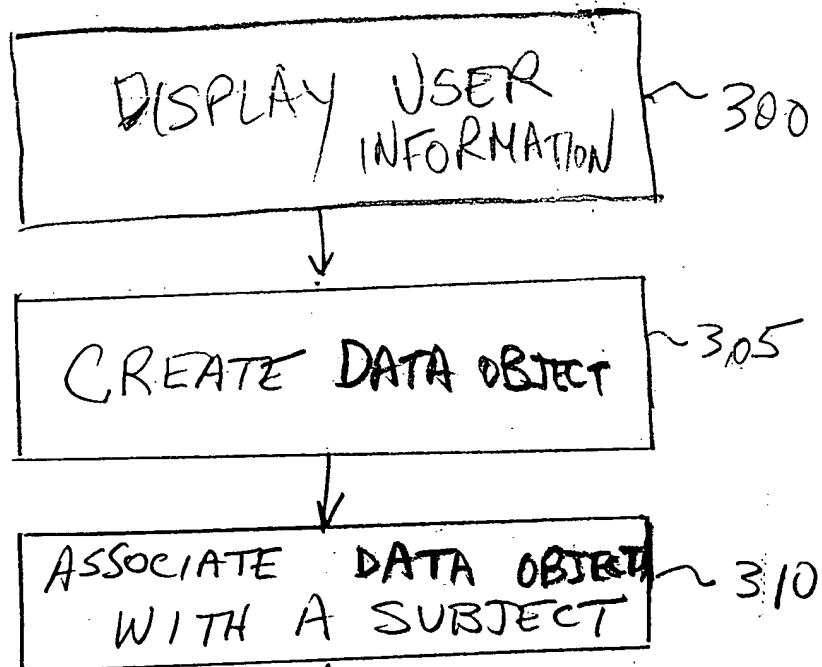 DISPLAY USER
INFORMATION
300
CREATE DATA OBJECT
305
ASSOCIATE DATA OBJECT
WITH A SUBJECT
310